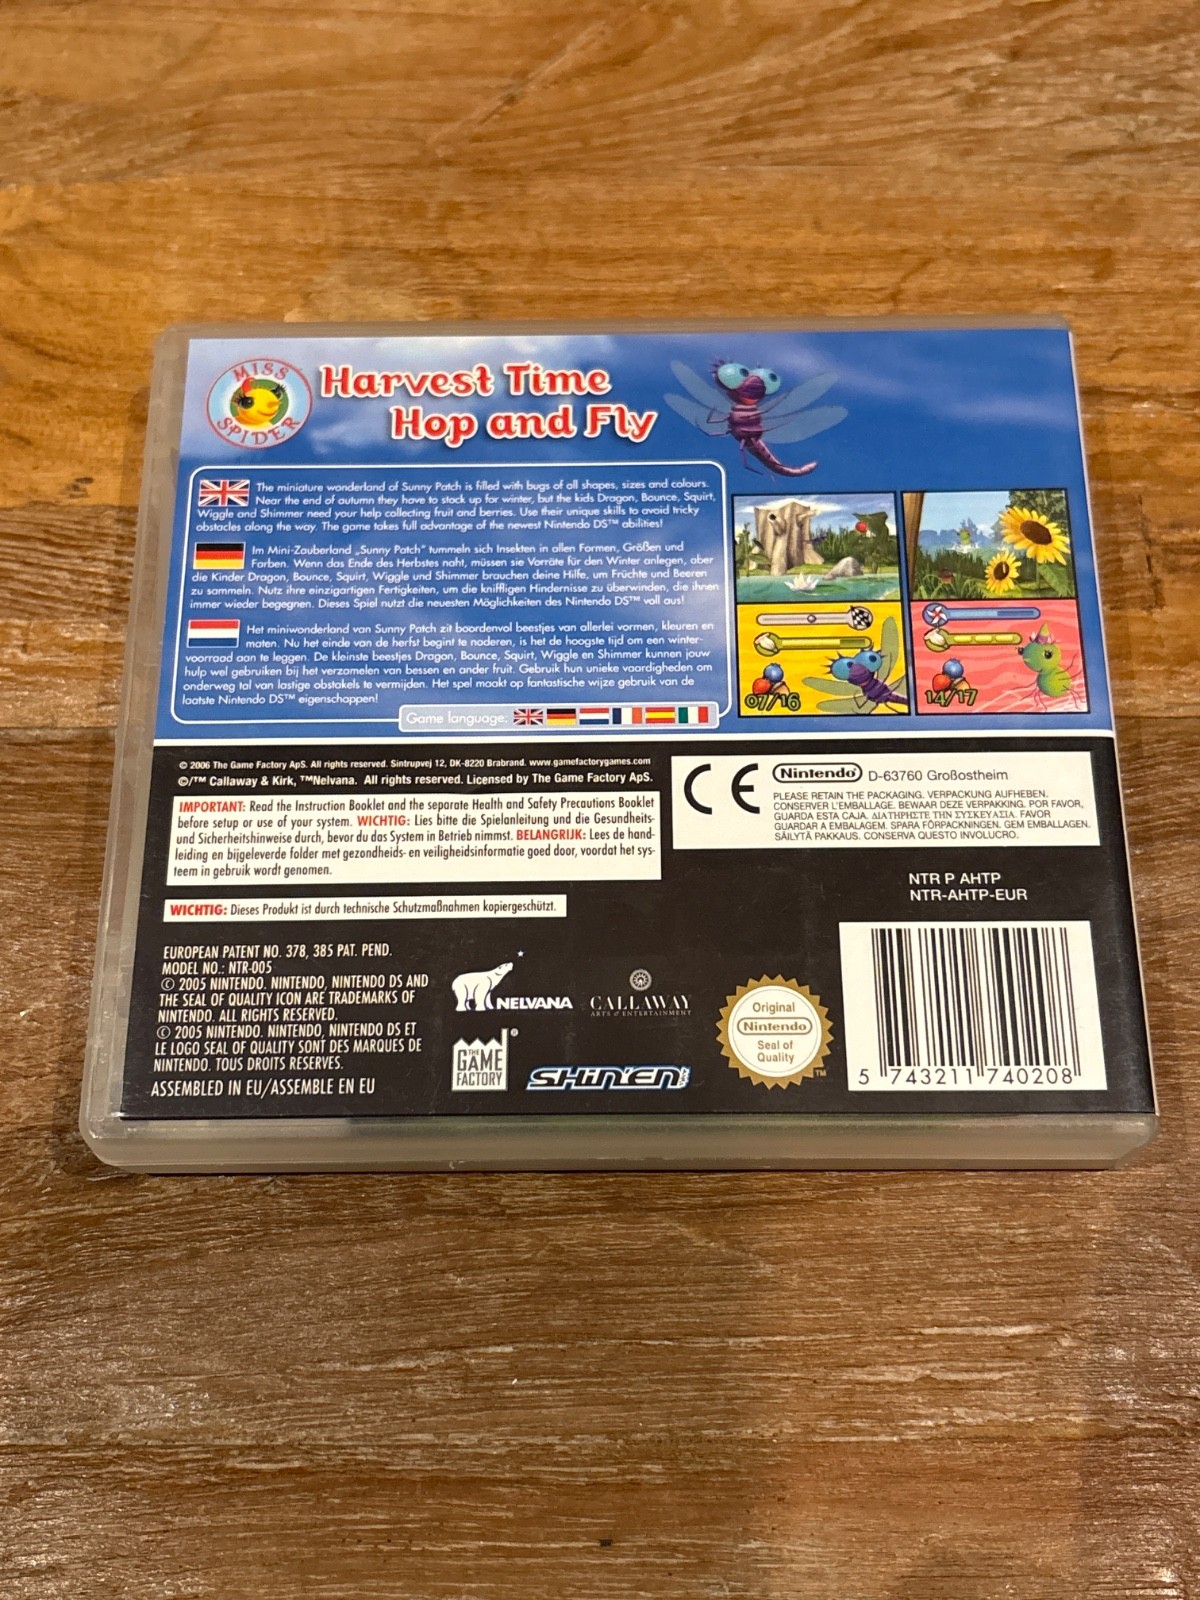 MISS
SPIDER
Harvest Time
Hop and Fly
The miniature wonderland of Sunny Patch is filled with bugs of all shapes, sizes and colours.
Near the end of autumn they have to stock up for winter, but the kids Dragon, Bounce, Squirt,
Wiggle and Shimmer need your help collecting fruit and berries. Use their unique skills to avoid tricky
obstacles along the way. The game takes full advantage of the newest Nintendo DS™ abilities!
Im Mini-Zauberland „Sunny Patch" tummeln sich Insekten in allen Formen, Größen und
Farben. Wenn das Ende des Herbstes naht, müssen sie Vorräte für den Winter anlegen, aber
die Kinder Dragon, Bounce, Squirt, Wiggle und Shimmer brauchen deine Hilfe, um Früchte und Beeren
zu sammeln. Nutz ihre einzigartigen Fertigkeiten, um die kniffligen Hindernisse zu überwinden, die ihnen
immer wieder begegnen. Dieses Spiel nutzt die neuesten Möglichkeiten des Nintendo DS™ voll aus!
Het miniwonderland van Sunny Patch zit boordenvol beestjes van allerlei vormen, kleuren en
maten. Nu het einde van de herfst begint te naderen, is het de hoogste tijd om een winter-
voorraad aan te leggen. De kleinste beestjes Dragon, Bounce, Squirt, Wiggle en Shimmer kunnen jouw
hulp wel gebruiken bij het verzamelen van bessen en ander fruit. Gebruik hun unieke vaardigheden om
onderweg tal van lastige obstakels te vermijden. Het spel maakt op fantastische wijze gebruik van de
laatste Nintendo DS™ eigenschappen!
Game language:
07/16
14/17
© 2006 The Game Factory ApS. All rights reserved. Sintrupvej 12, DK-8220 Brabrand. www.gamefactorygames.com
©/™ Callaway & Kirk, ™Nelvana. All rights reserved. Licensed by The Game Factory ApS.
IMPORTANT: Read the Instruction Booklet and the separate Health and Safety Precautions Booklet
before setup or use of your system. WICHTIG: Lies bitte die Spielanleitung und die Gesundheits-
und Sicherheitshinweise durch, bevor du das System in Betrieb nimmst. BELANGRIJK: Lees de hand-
leiding en bijgeleverde folder met gezondheids- en veiligheidsinformatie goed door, voordat het sys-
teem in gebruik wordt genomen.
WICHTIG: Dieses Produkt ist durch technische Schutzmaßnahmen kopiergeschützt.
CE
Nintendo D-63760 Großostheim
PLEASE RETAIN THE PACKAGING. VERPACKUNG AUFHEBEN.
CONSERVER L'EMBALLAGE. BEWAAR DEZE VERPAKKING. POR FAVOR,
GUARDA ESTA CAJA. ΔΙΑΤΗΡΗΣΤΕ ΤΗΝ ΣΥΣΚΕΥΑΣΙΑ. FAVOR
GUARDAR A EMBALAGEM. SPARA FÖRPACKNINGEN. GEM EMBALLAGEN.
SÄILYTÄ PAKKAUS. CONSERVA QUESTO INVOLUCRO.
NTR P AHTP
NTR-AHTP-EUR
EUROPEAN PATENT NO. 378, 385 PAT. PEND.
MODEL NO.: NTR-005
© 2005 NINTENDO. NINTENDO, NINTENDO DS AND
THE SEAL OF QUALITY ICON ARE TRADEMARKS OF
NINTENDO. ALL RIGHTS RESERVED.
© 2005 NINTENDO. NINTENDO, NINTENDO DS ET
LE LOGO SEAL OF QUALITY SONT DES MARQUES DE
NINTENDO. TOUS DROITS RESERVES.
ASSEMBLED IN EU/ASSEMBLE EN EU
NELVANA
CALLAWAY
ARTS & ENTERTAINMENT
THE
GAME
FACTORY
®
SHIN'EN
Original
Nintendo
Seal of
Quality
TM
5 743211 740208